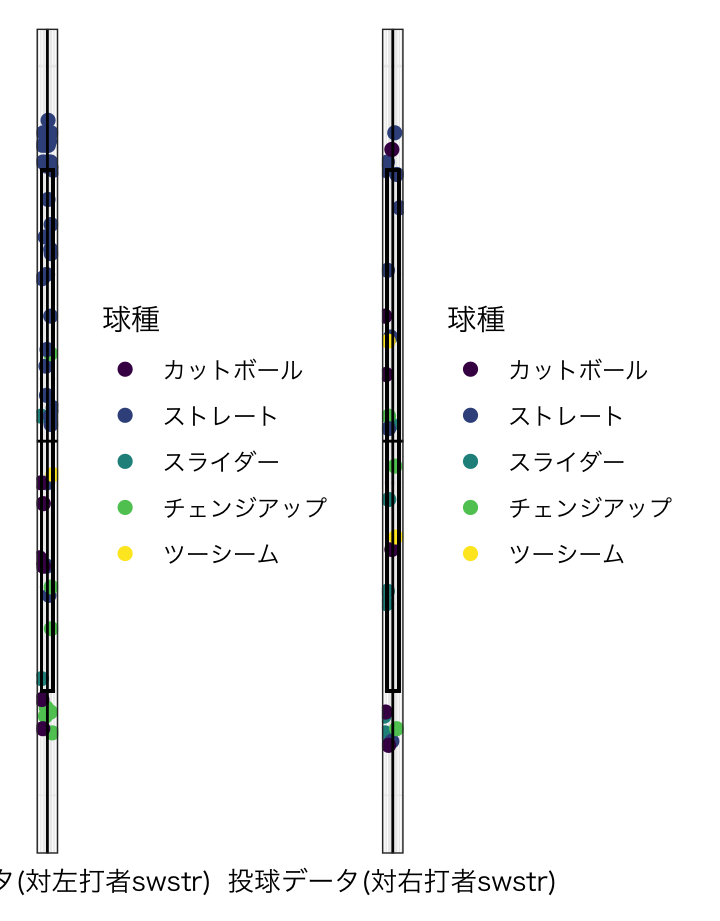 球種
カットボール
ストレート
スライダー
チェンジアップ
ツーシーム
球種
カットボール
ストレート
スライダー
チェンジアップ
ツーシーム
タ(対左打者swstr)
投球データ(対右打者swstr)